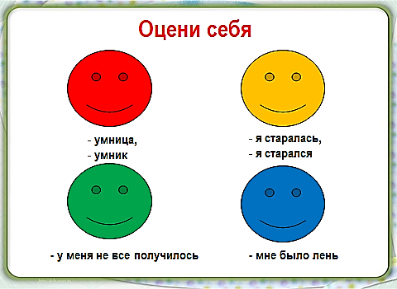 Оцени себя
- умница,
- умник
- я старалась,
- я старался
- у меня не все получилось
- мне было лень